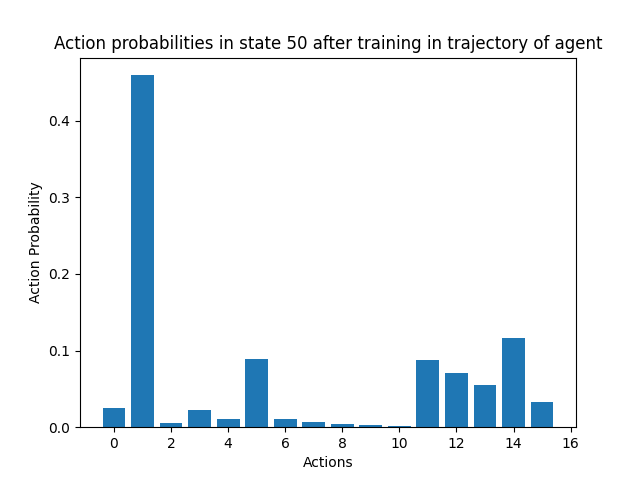 Action probabilities in state 50 after training in trajectory of agent
0.4
0.3
0.2
0.1
0.0
Action Probability
0 2 4 6 8 10 12 14 16
Actions